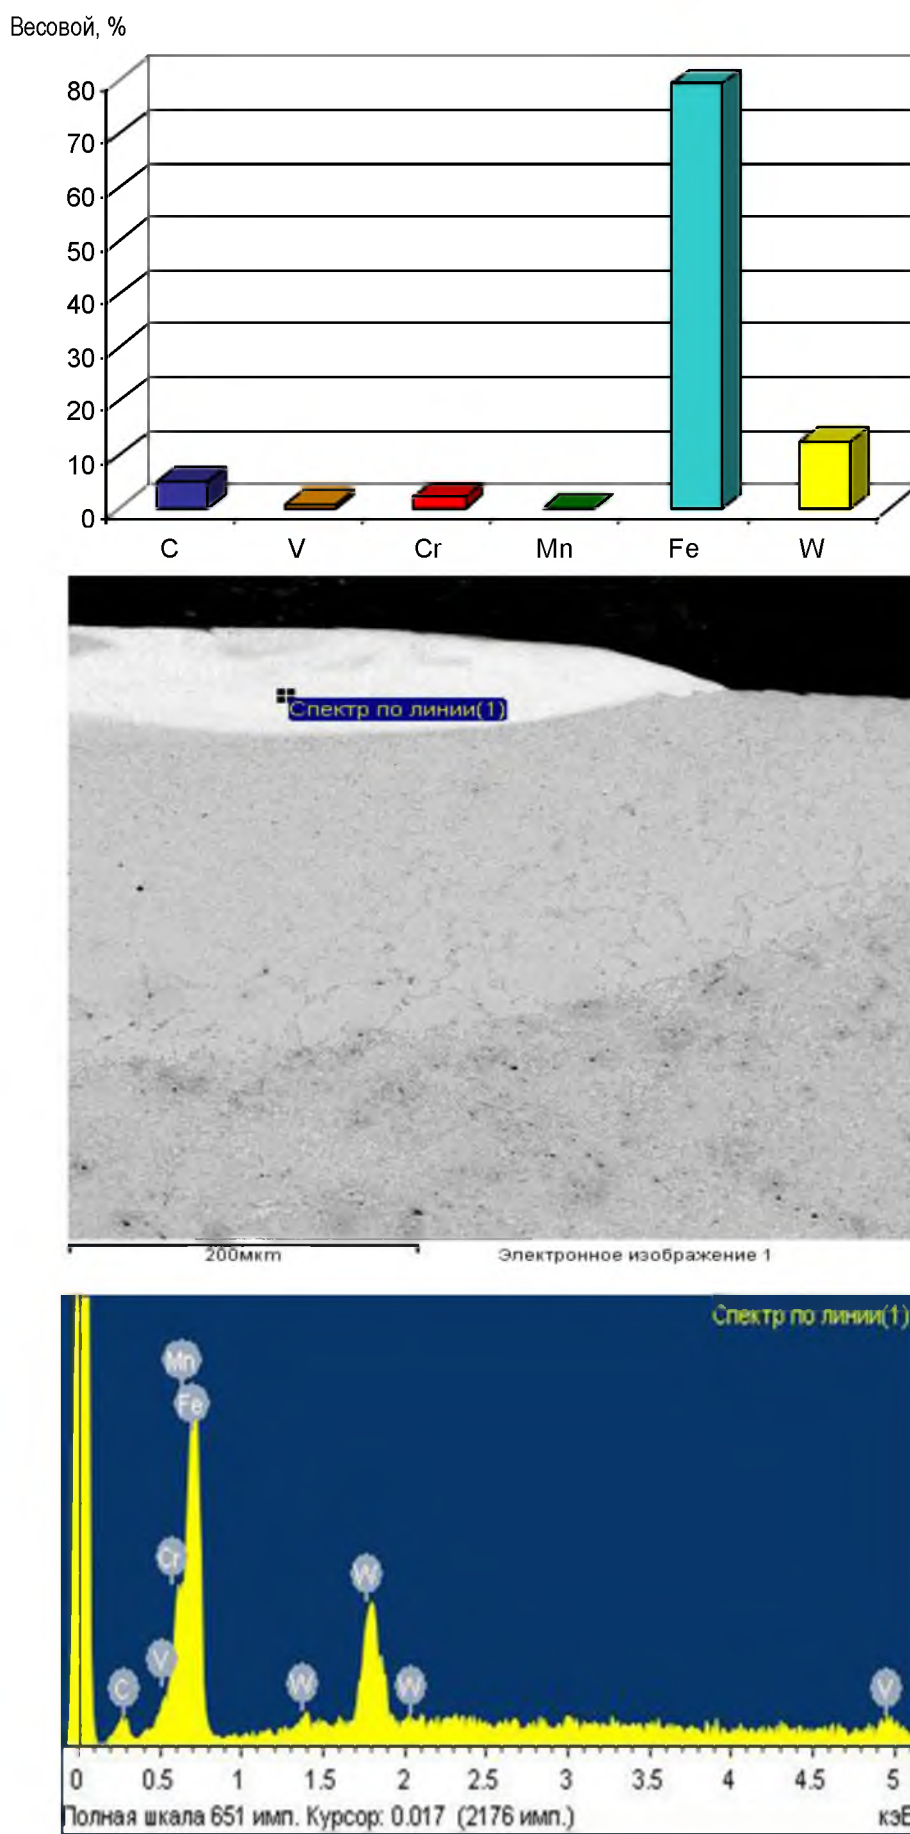 Весовой, %
80
70
60
50
40
30
20
10
0
C V Cr Mn Fe W
Спектр по линии(1)
200мкm Электронное изображение 1
Спектр по линии(1)
Mn
Fe
Cr
W
V
C W W V
0 0.5 1 1.5 2 2.5 3 3.5 4 4.5 5
Полная шкала 651 имп. Курсор: 0.017 (2176 имп.) кэВ